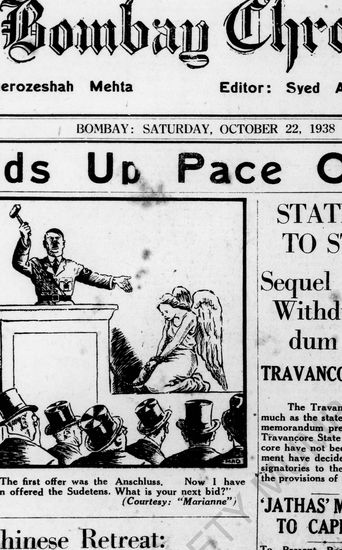 Bombay Chro
erozeshah Mehta Editor: Syed A
BOMBAY: SATURDAY, OCTOBER 22, 1938
ds Up Pace O
STAT
TO S
Sequel
Withd
dum
TRAVANCO
The Travan
much as the state
memorandum pre
Travancore State
core have not bee
ment have decide
signatories to the
the provisions of
The first offer was the Anschluss. Now I have
n offered the Sudetens. What is your next bid?"
(Courtesy: "Marianne")
'JATHAS' M
TO CAPI
To Present Re
hinese Retreat: